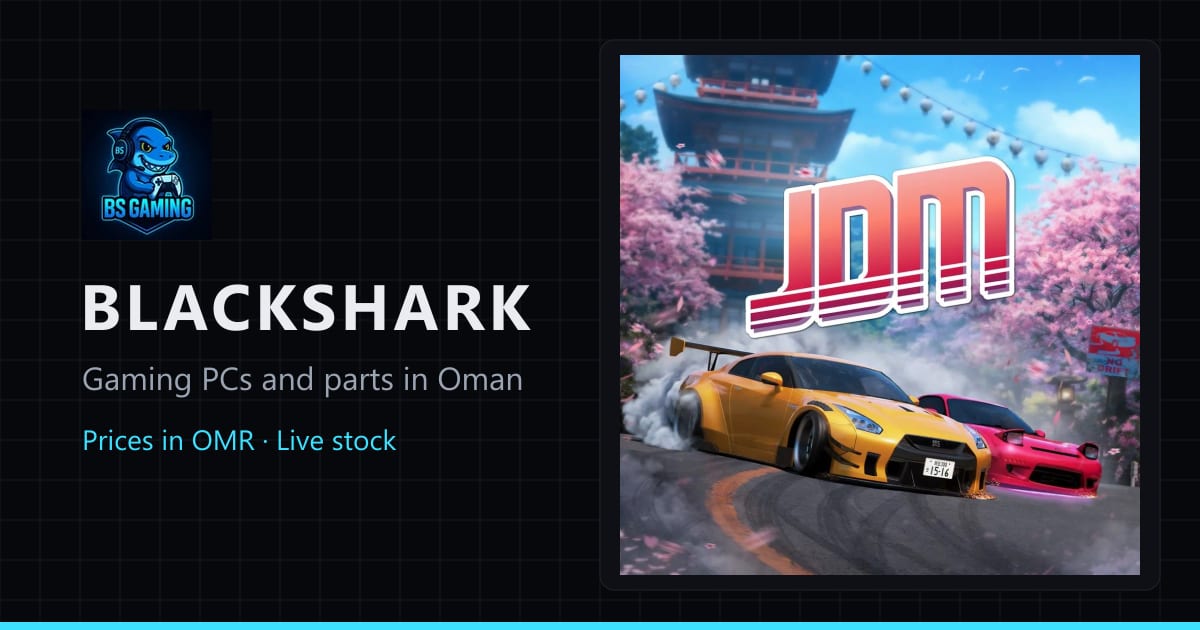 BS
BS GAMING
BLACKSHARK
Gaming PCs and parts in Oman
Prices in OMR · Live stock
JDM
NO
DRIFT
15-16